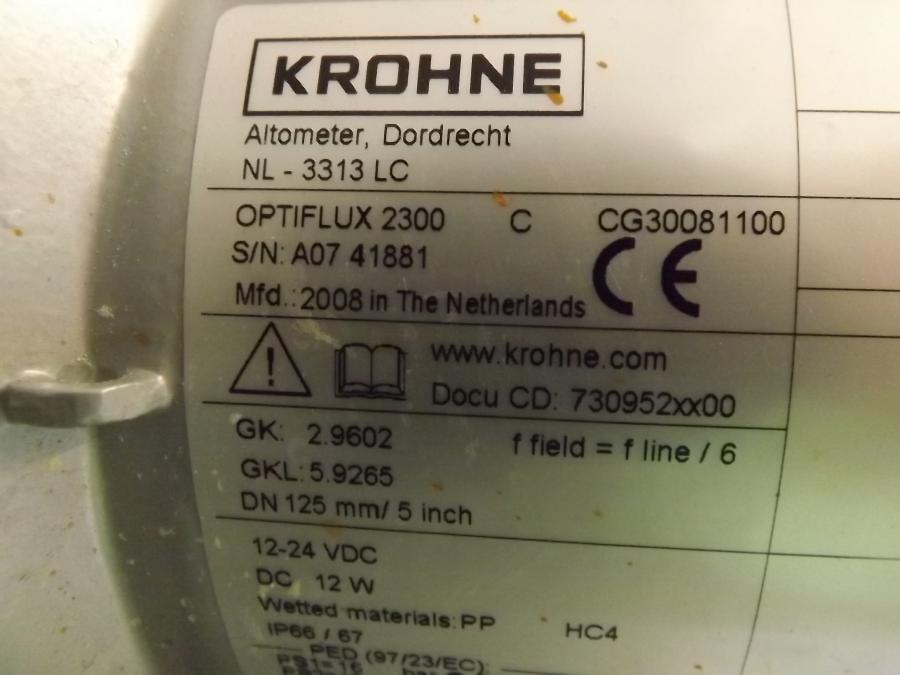 KROHNE
Altometer, Dordrecht
NL - 3313 LC
OPTIFLUX 2300 C CG30081100
S/N: A07 41881
Mfd.: 2008 in The Netherlands CE
www.krohne.com
Docu CD: 730952xx00
GK: 2.9602 f field = f line / 6
GKL: 5.9265
DN 125 mm/ 5 inch
12-24 VDC
DC 12 W
Wetted materials: PP HC4
IP66 / 67
PED (97/23/EC):
PS1= 16